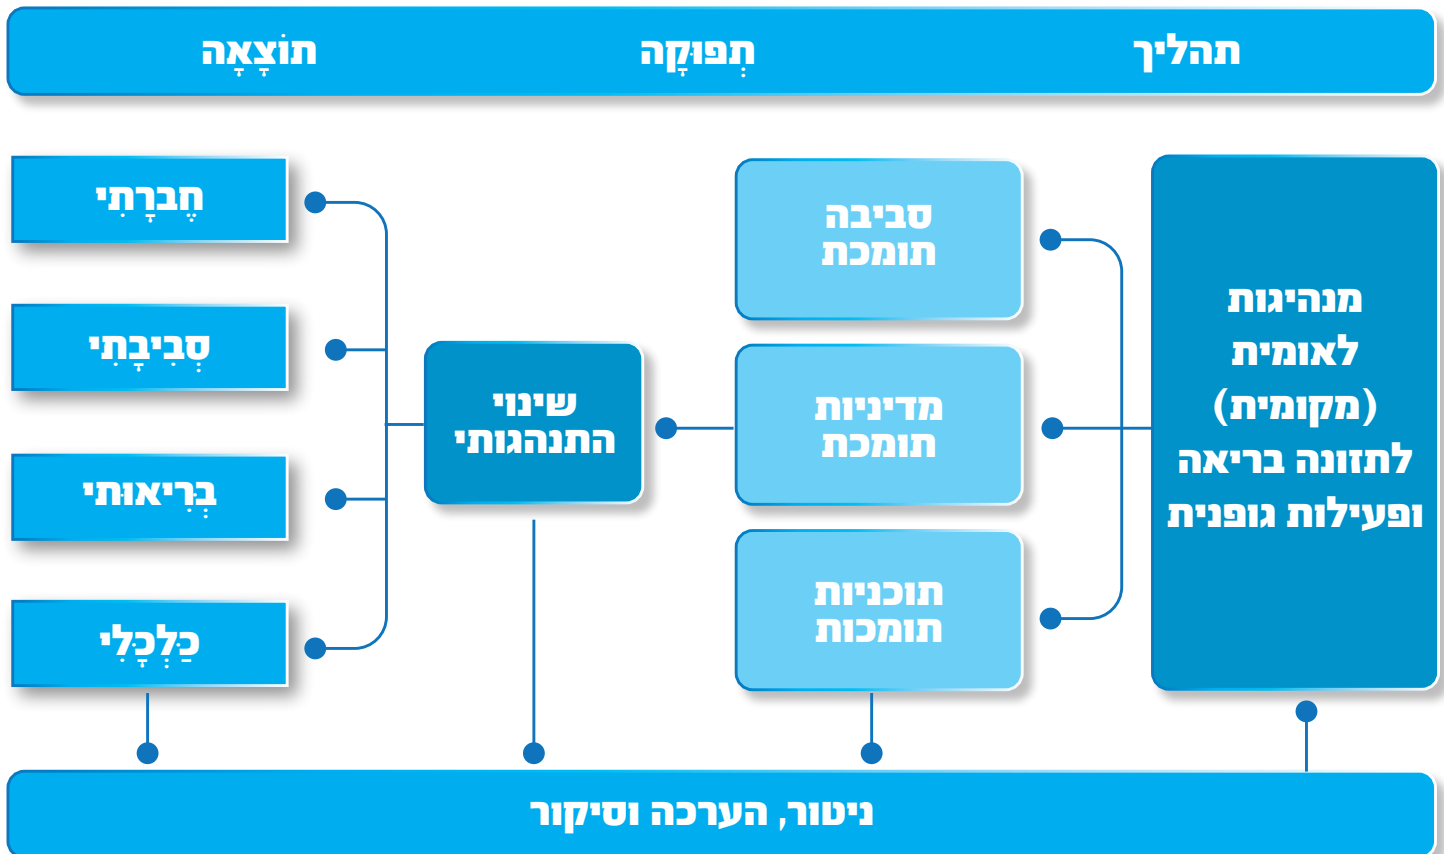 תהליך
תְפוּקָה
תוֹצָאָה
מנהיגות
לאומית
(מקומית)
לתזונה בריאה
ופעילות גופנית
סביבה
תומכת
מדיניות
תומכת
תוכניות
תומכות
שינוי
התנהגותי
חֶברָתִי
סְבִיבָתִי
בְּרִיאוּתי
כַּלְכָּלִי
ניטור, הערכה וסיקור